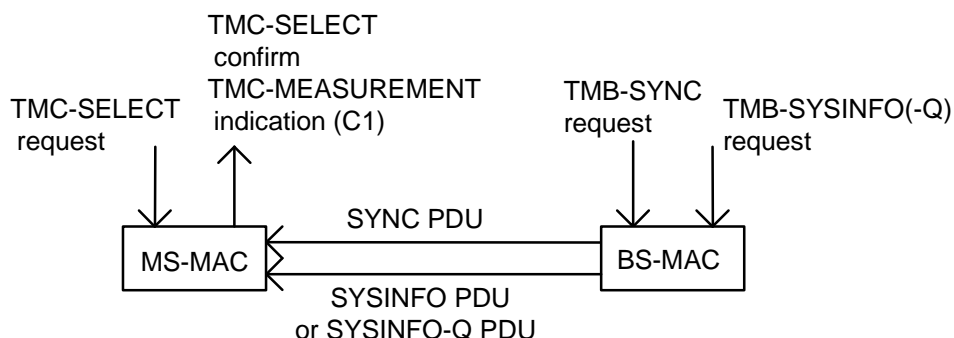 TMC-SELECT
confirm
TMC-MEASUREMENT
indication (C1)
TMC-SELECT
request
TMB-SYNC
request
TMB-SYSINFO(-Q)
request
SYNC PDU
MS-MAC
BS-MAC
SYSINFO PDU
or SYSINFO-Q PDU